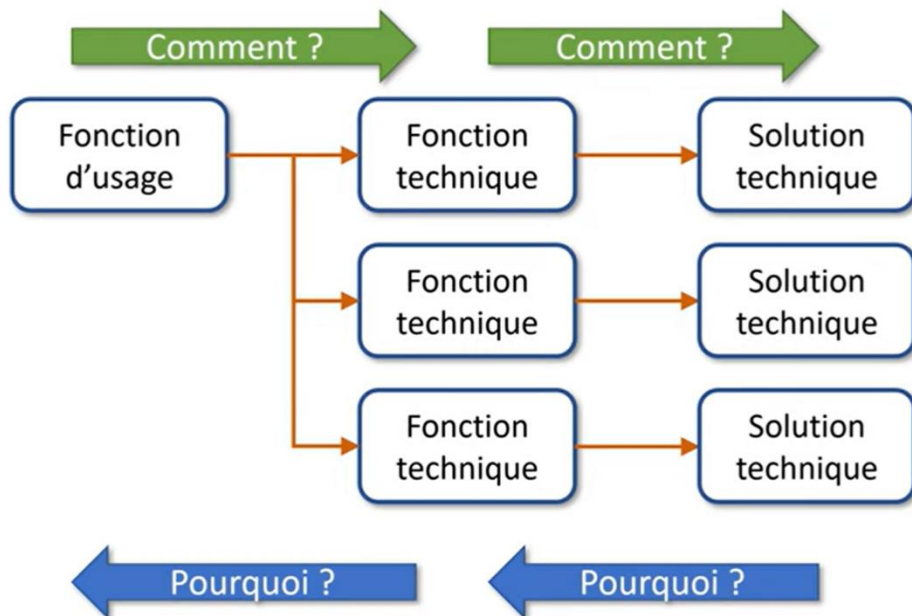 Comment ?
Comment ?
Fonction
d'usage
Fonction
technique
Solution
technique
Fonction
technique
Solution
technique
Fonction
technique
Solution
technique
Pourquoi ?
Pourquoi ?